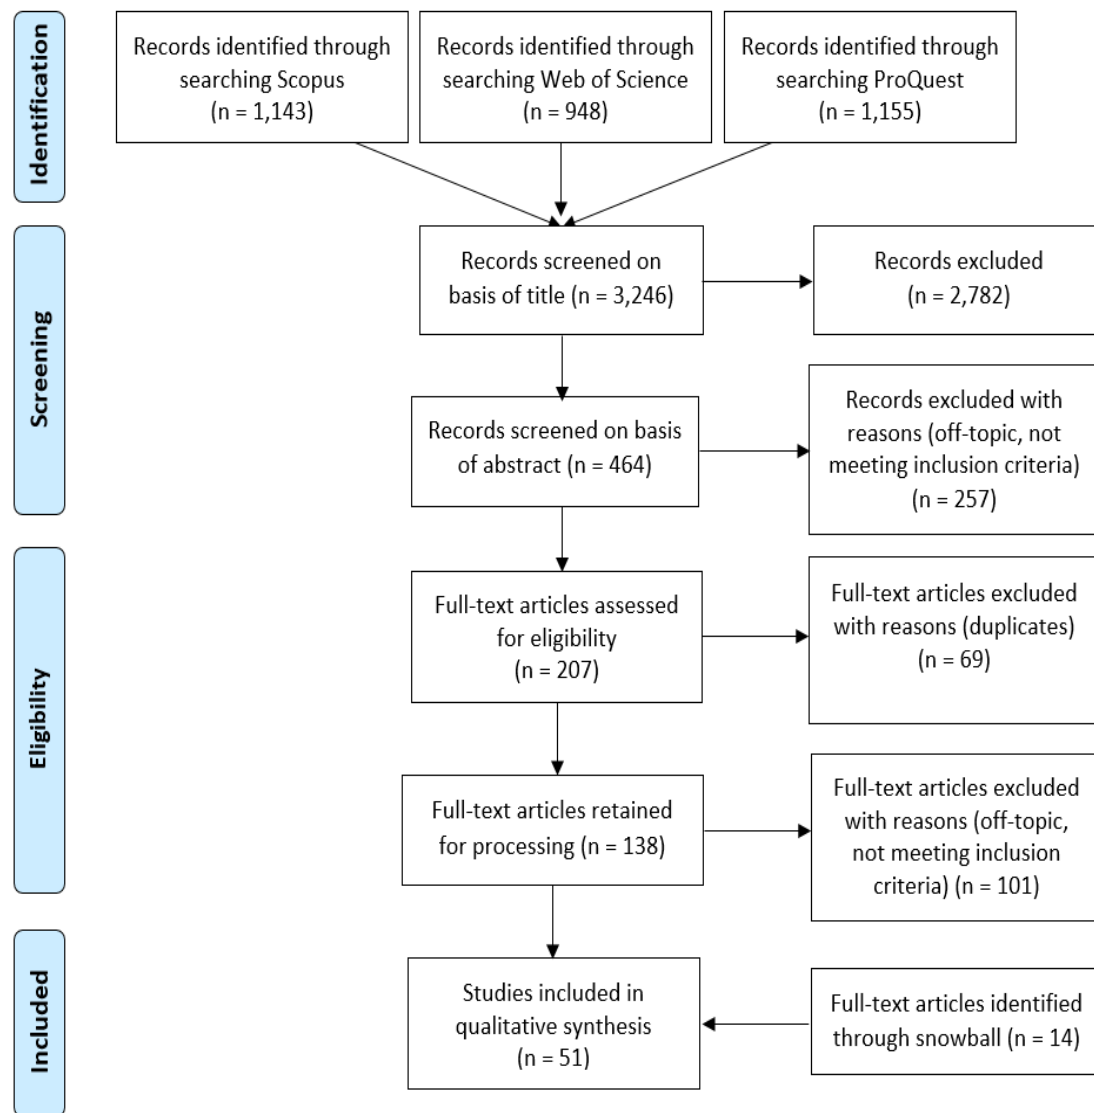 Identification
Records identified through
searching Scopus
(n = 1,143)
Records identified through
searching Web of Science
(n = 948)
Records identified through
searching ProQuest
(n = 1,155)
Screening
Records screened on
basis of title (n = 3,246)
Records excluded
(n = 2,782)
Records screened on basis
of abstract (n = 464)
Records excluded with
reasons (off-topic, not
meeting inclusion criteria)
(n = 257)
Eligibility
Full-text articles assessed
for eligibility
(n = 207)
Full-text articles excluded
with reasons (duplicates)
(n = 69)
Full-text articles retained
for processing (n = 138)
Full-text articles excluded
with reasons (off-topic,
not meeting inclusion
criteria) (n = 101)
Included
Studies included in
qualitative synthesis
(n = 51)
Full-text articles identified
through snowball (n = 14)